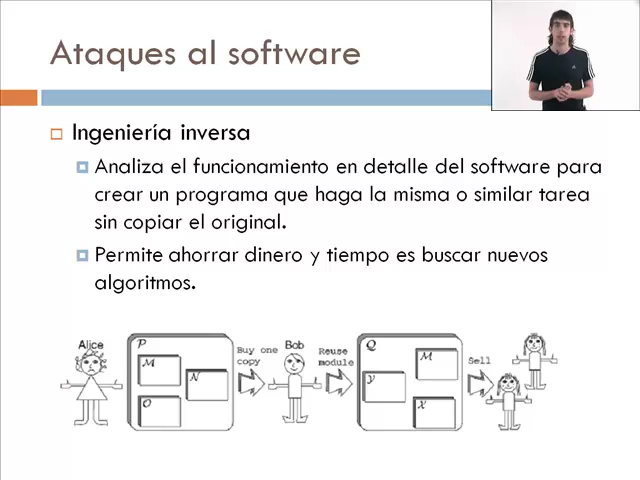 Ataques al software
Ingeniería inversa
Analiza el funcionamiento en detalle del software para
crear un programa que haga la misma o similar tarea
sin copiar el original.
Permite ahorrar dinero y tiempo es buscar nuevos
algoritmos.
Alice
P
M
N
O
Buy one
copy
Bob
Reuse
module
Q
M
Y
X
Sell